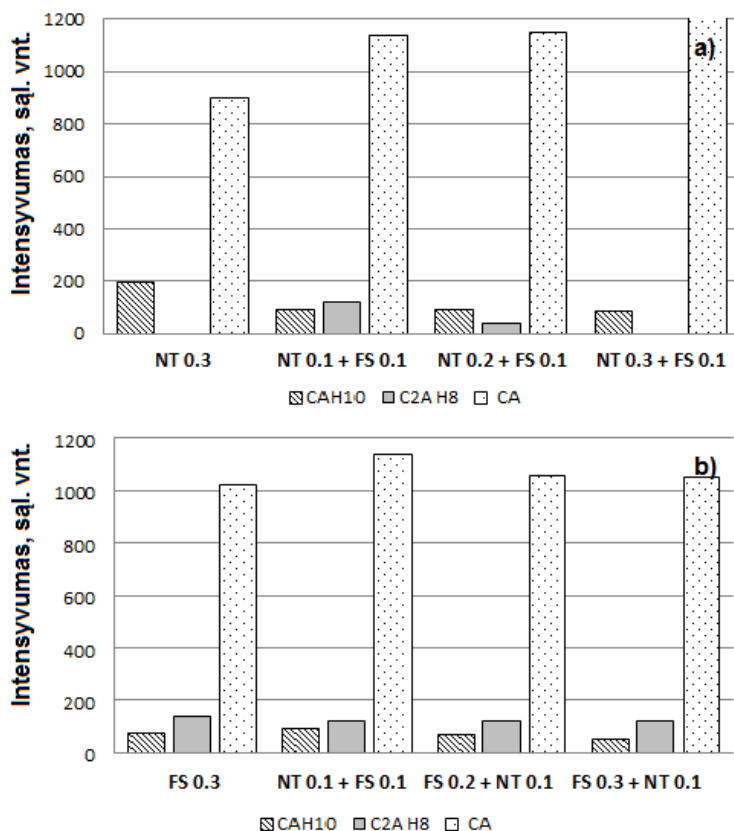 a)
Intensyvumas, sąl. vnt.
1200
1000
800
600
400
200
0
NT 0.3 NT 0.1 + FS 0.1 NT 0.2 + FS 0.1 NT 0.3 + FS 0.1
CAH10 C2A H8 CA
b)
Intensyvumas, sąl. vnt.
1200
1000
800
600
400
200
0
FS 0.3 NT 0.1 + FS 0.1 FS 0.2 + NT 0.1 FS 0.3 + NT 0.1
CAH10 C2A H8 CA